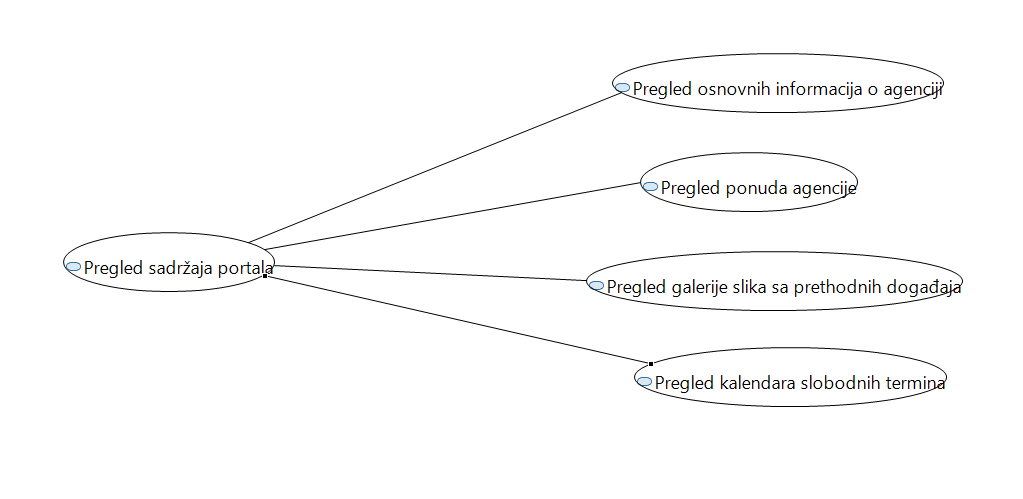 Pregled osnovnih informacija o agenciji
Pregled ponuda agencije
Pregled sadržaja portala
Pregled galerije slika sa prethodnih događaja
Pregled kalendara slobodnih termina